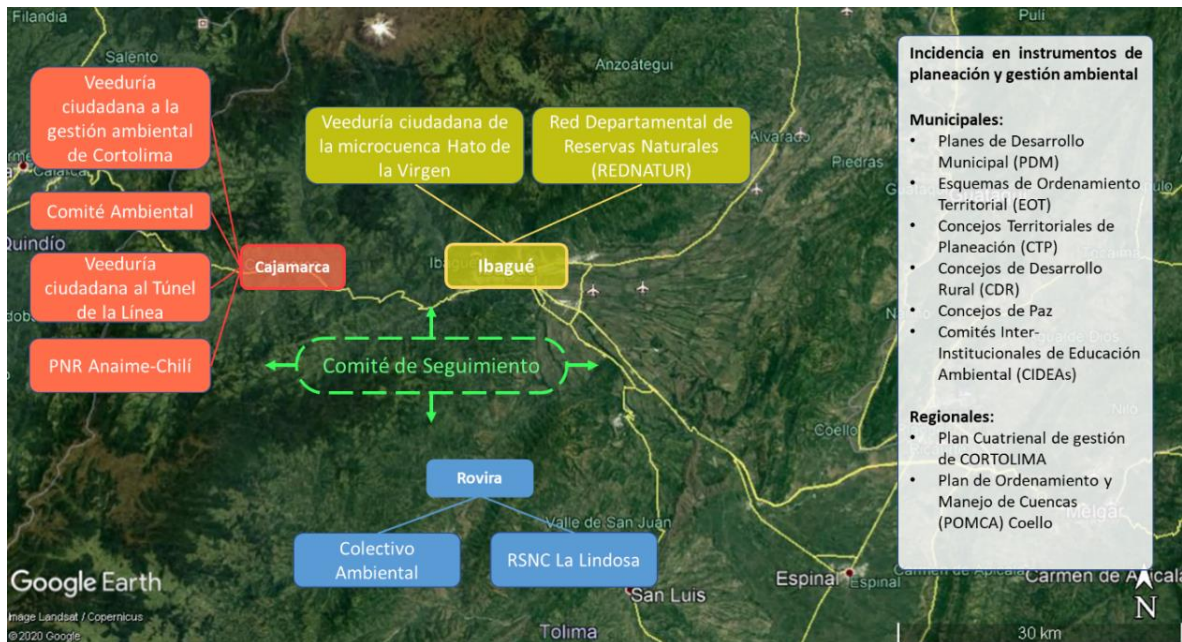 Filandia
Salento
Anzoátegui
Pulí
Alvarado
Piedras
Quindío
Coello
Valle de San Juan
San Luis
Espinal
Espinal
Melgar
Carmen de Apicalá
Carmen de Apicala
Tolima
Veeduría
ciudadana a la
gestión ambiental
de Cortolima
Comité Ambiental
Veeduría
ciudadana al Túnel
de la Línea
PNR Anaime-Chilí
Cajamarca
Veeduría ciudadana de
la microcuenca Hato de
la Virgen
Red Departamental de
Reservas Naturales
(REDNATUR)
Ibagué
Comité de Seguimiento
Rovira
Colectivo
Ambiental
RSNC La Lindosa
Incidencia en instrumentos de
planeación y gestión ambiental
Municipales:
• Planes de Desarrollo
Municipal (PDM)
• Esquemas de Ordenamiento
Territorial (EOT)
• Concejos Territoriales de
Planeación (CTP)
• Concejos de Desarrollo
Rural (CDR)
• Concejos de Paz
• Comités Inter-
Institucionales de Educación
Ambiental (CIDEAs)
Regionales:
• Plan Cuatrienal de gestión
de CORTOLIMA
• Plan de Ordenamiento y
Manejo de Cuencas
(POMCA) Coello
Google Earth
Image Landsat / Copernicus
© 2020 Google
N
30 km